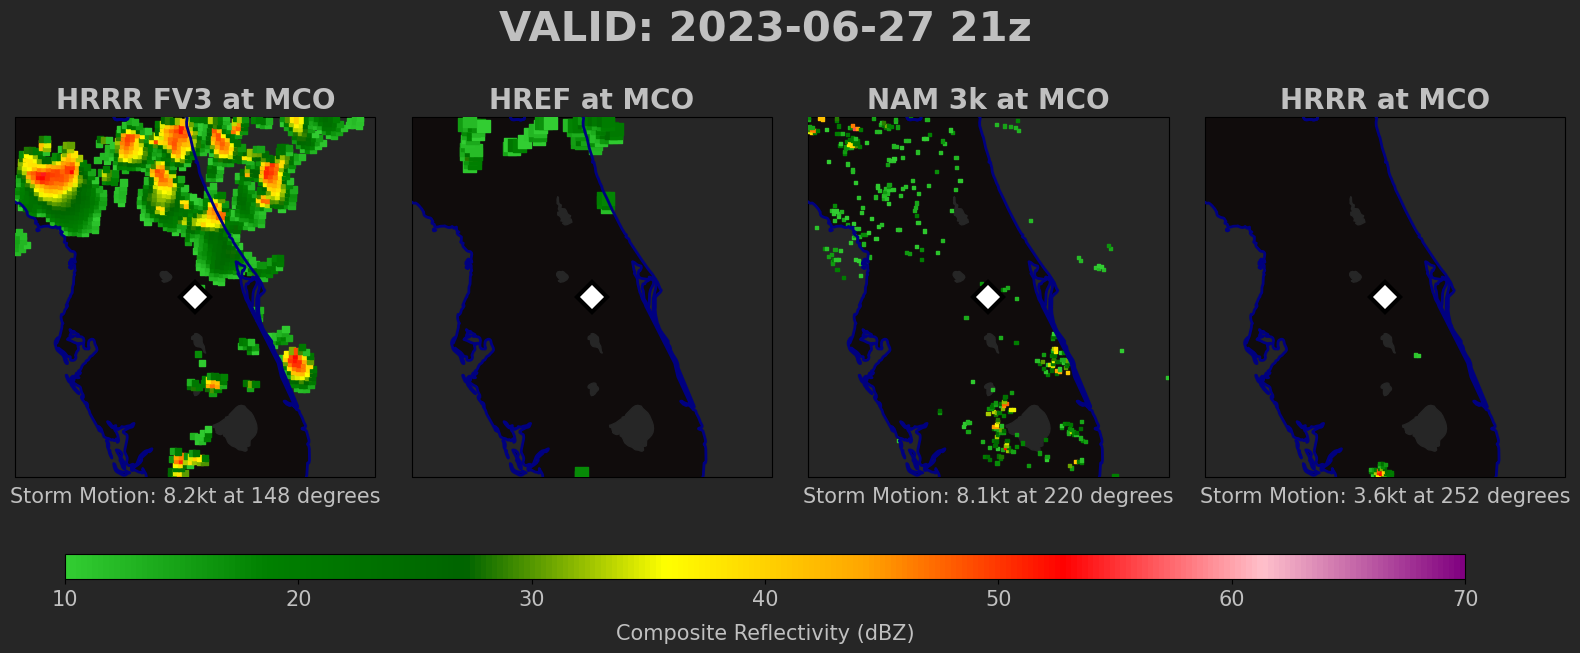 VALID: 2023-06-27 21z
HRRR FV3 at MCO
HREF at MCO
NAM 3k at MCO
HRRR at MCO
Storm Motion: 8.2kt at 148 degrees
Storm Motion: 8.1kt at 220 degrees
Storm Motion: 3.6kt at 252 degrees
10 20 30 40 50 60 70
Composite Reflectivity (dBZ)